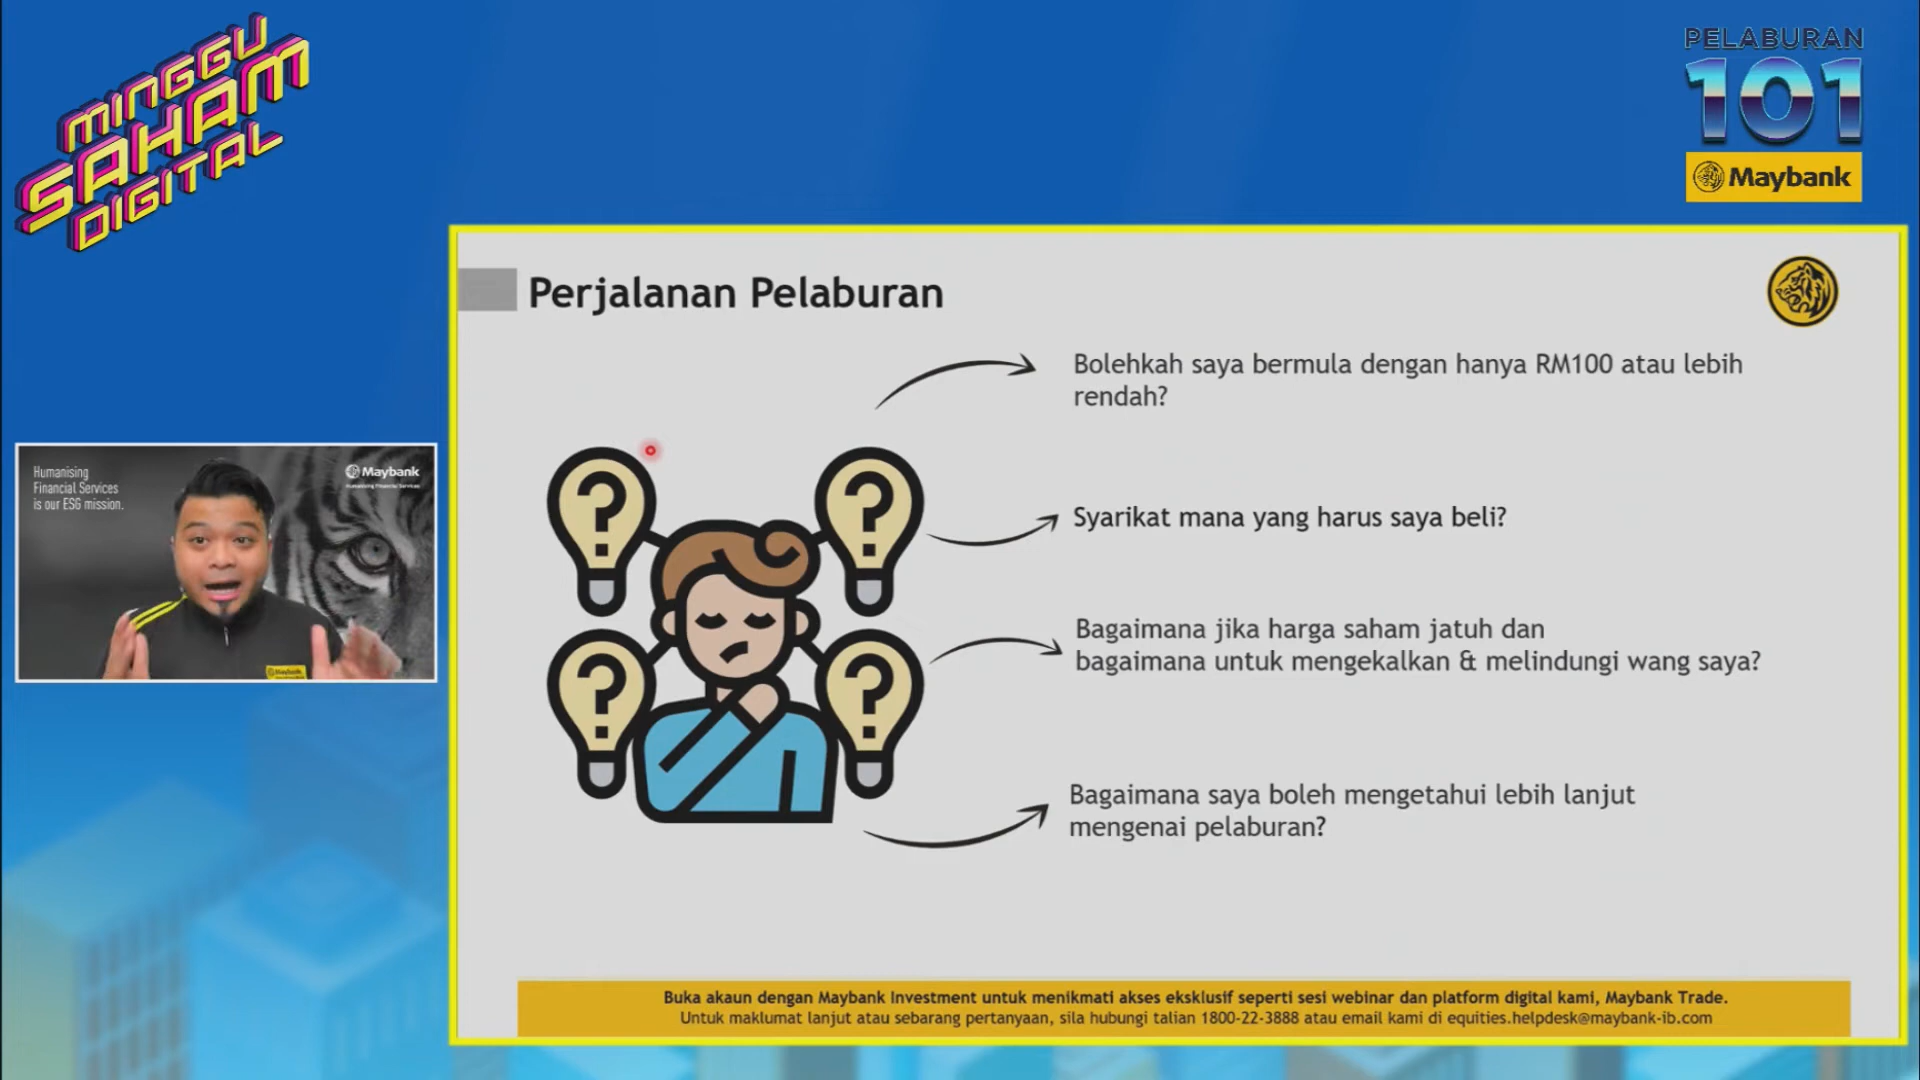 MINGGU
SAHAM
DIGITAL
PELABURAN
101
Maybank
Perjalanan Pelaburan
Bolehkah saya bermula dengan hanya RM100 atau lebih
rendah?
Syarikat mana yang harus saya beli?
Bagaimana jika harga saham jatuh dan
bagaimana untuk mengekalkan & melindungi wang saya?
Bagaimana saya boleh mengetahui lebih lanjut
mengenai pelaburan?
Humanising
Financial Services
is our ESG mission.
Maybank
Humanising Financial Services
Maybank
Buka akaun dengan Maybank Investment untuk menikmati akses eksklusif seperti sesi webinar dan platform digital kami, Maybank Trade.
Untuk maklumat lanjut atau sebarang pertanyaan, sila hubungi talian 1800-22-3888 atau email kami di equities.helpdesk@maybank-ib.com